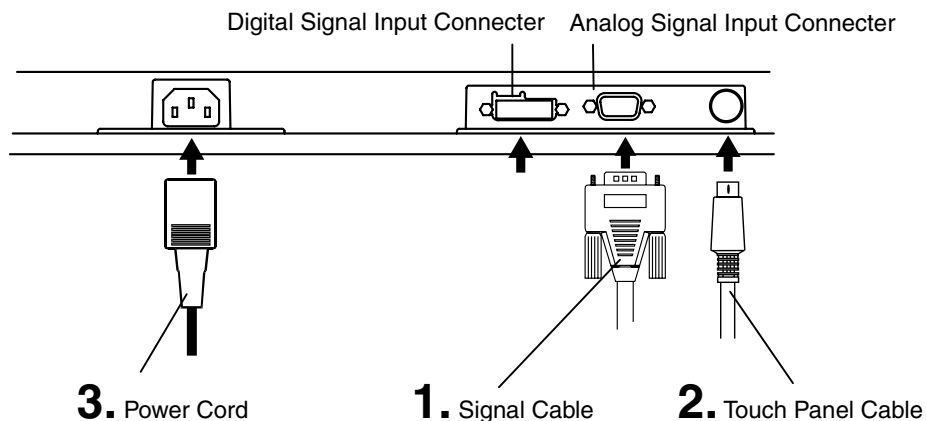 Digital Signal Input Connecter Analog Signal Input Connecter
3. Power Cord 1. Signal Cable 2. Touch Panel Cable